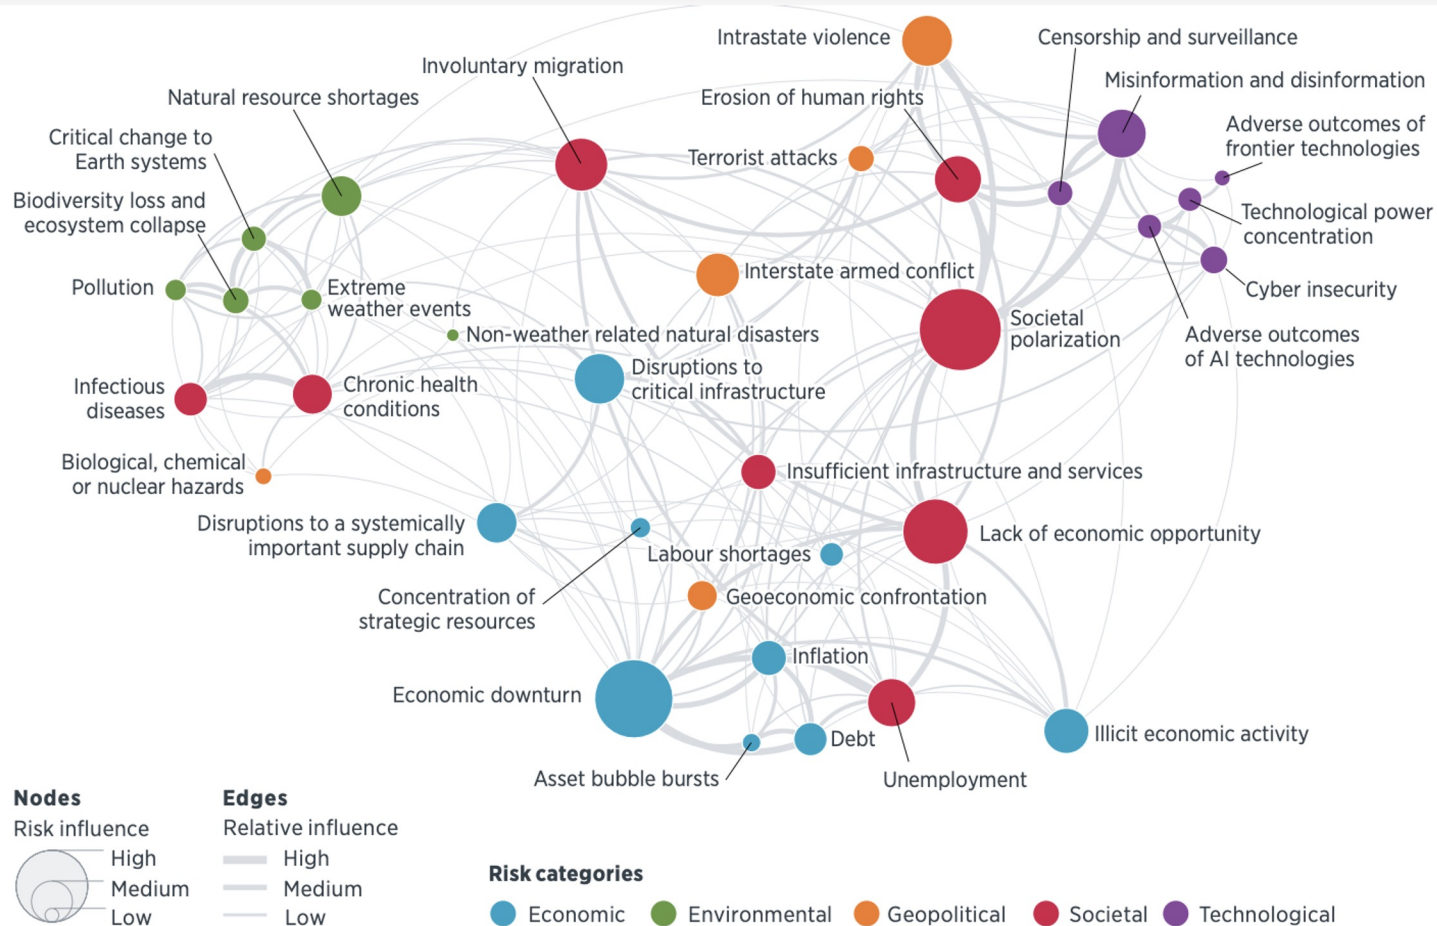 Intrastate violence
Censorship and surveillance
Involuntary migration
Misinformation and disinformation
Natural resource shortages
Erosion of human rights
Critical change to
Earth systems
Adverse outcomes of
frontier technologies
Terrorist attacks
Biodiversity loss and
ecosystem collapse
Technological power
concentration
Interstate armed conflict
Pollution
Extreme
weather events
Cyber insecurity
Non-weather related natural disasters
Societal
polarization
Adverse outcomes
of AI technologies
Disruptions to
critical infrastructure
Infectious
diseases
Chronic health
conditions
Biological, chemical
or nuclear hazards
Insufficient infrastructure and services
Disruptions to a systemically
important supply chain
Lack of economic opportunity
Labour shortages
Concentration of
strategic resources
Geoeconomic confrontation
Inflation
Economic downturn
Debt
Illicit economic activity
Asset bubble bursts
Unemployment
Nodes
Risk influence
High
Medium
Low
Edges
Relative influence
High
Medium
Low
Risk categories
Economic
Environmental
Geopolitical
Societal
Technological